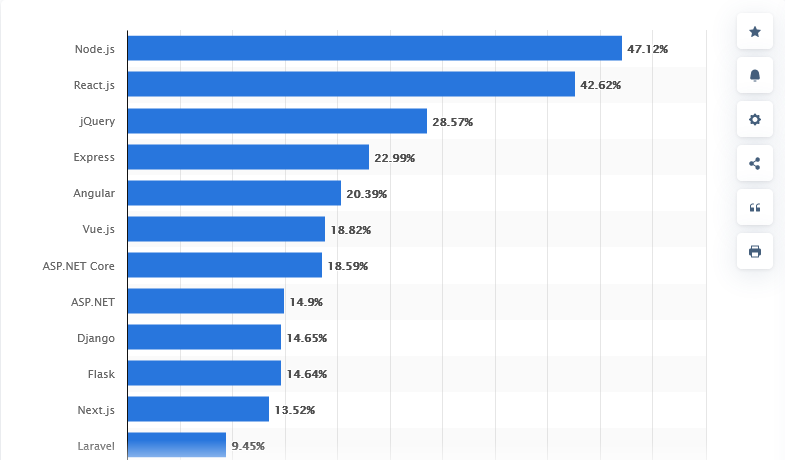 Node.js 47.12%
React.js 42.62%
jQuery 28.57%
Express 22.99%
Angular 20.39%
Vue.js 18.82%
ASP.NET Core 18.59%
ASP.NET 14.9%
Django 14.65%
Flask 14.64%
Next.js 13.52%
Laravel 9.45%